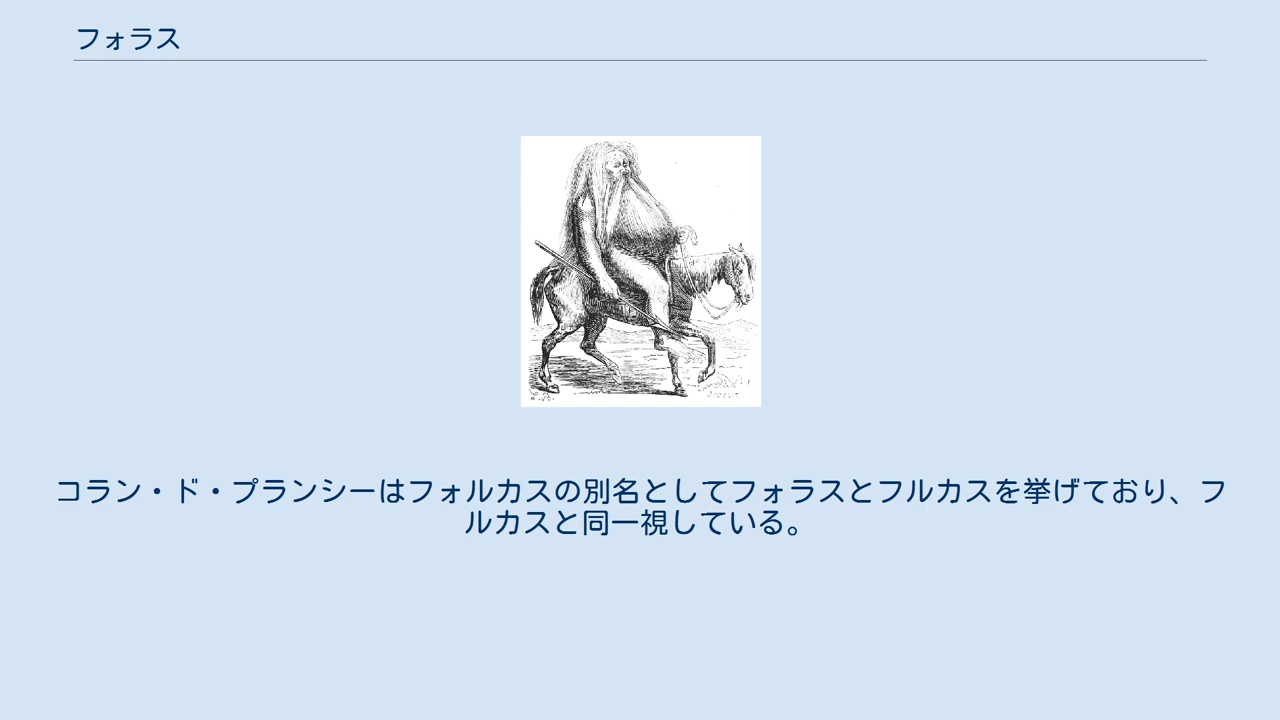 フォラス
コラン・ド・プランシーはフォルカスの別名としてフォラスとフルカスを挙げており、フ
ルカスと同一視している。